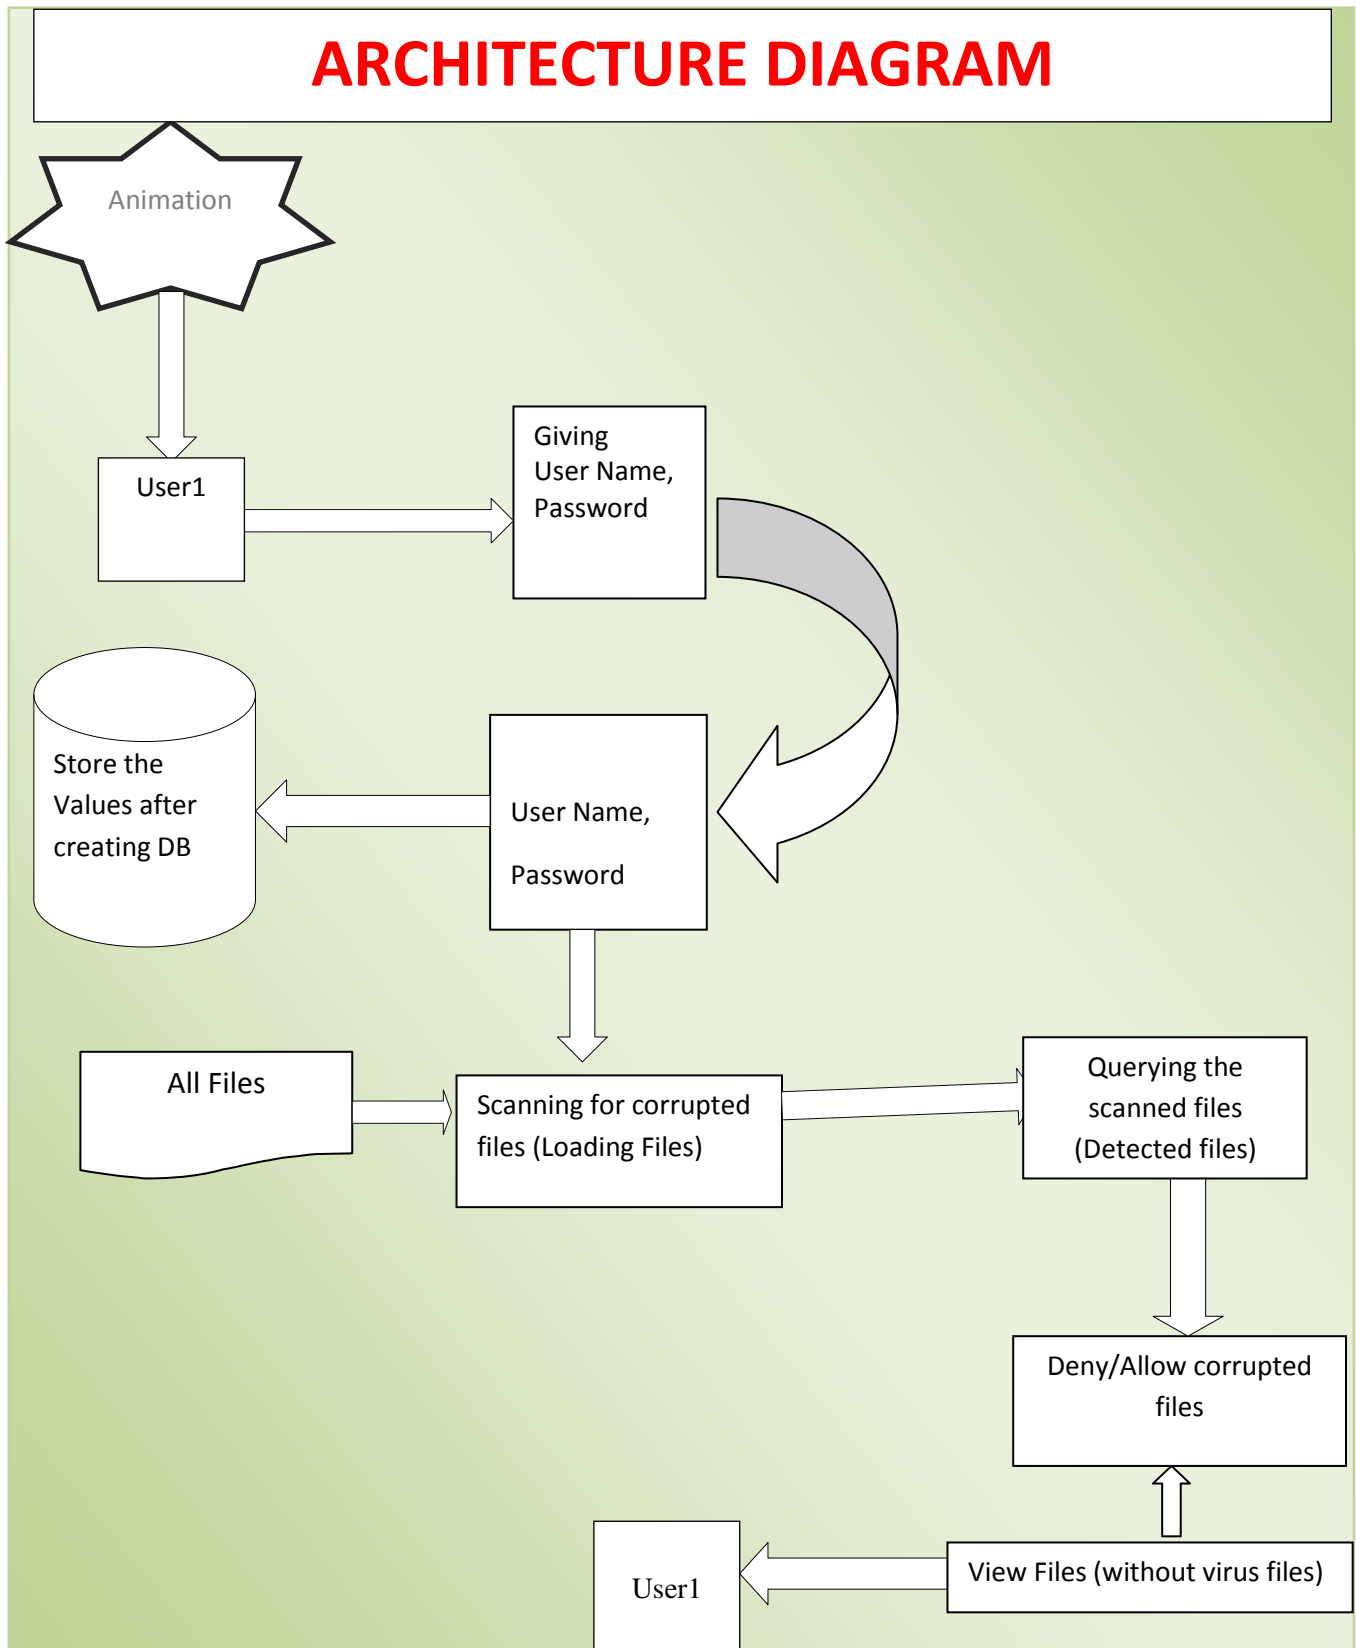 ARCHITECTURE DIAGRAM
Animation
User1
Giving
User Name,
Password
Store the
Values after
creating DB
User Name,
Password
All Files
Scanning for corrupted
files (Loading Files)
Querying the
scanned files
(Detected files)
Deny/Allow corrupted
files
View Files (without virus files)
User1